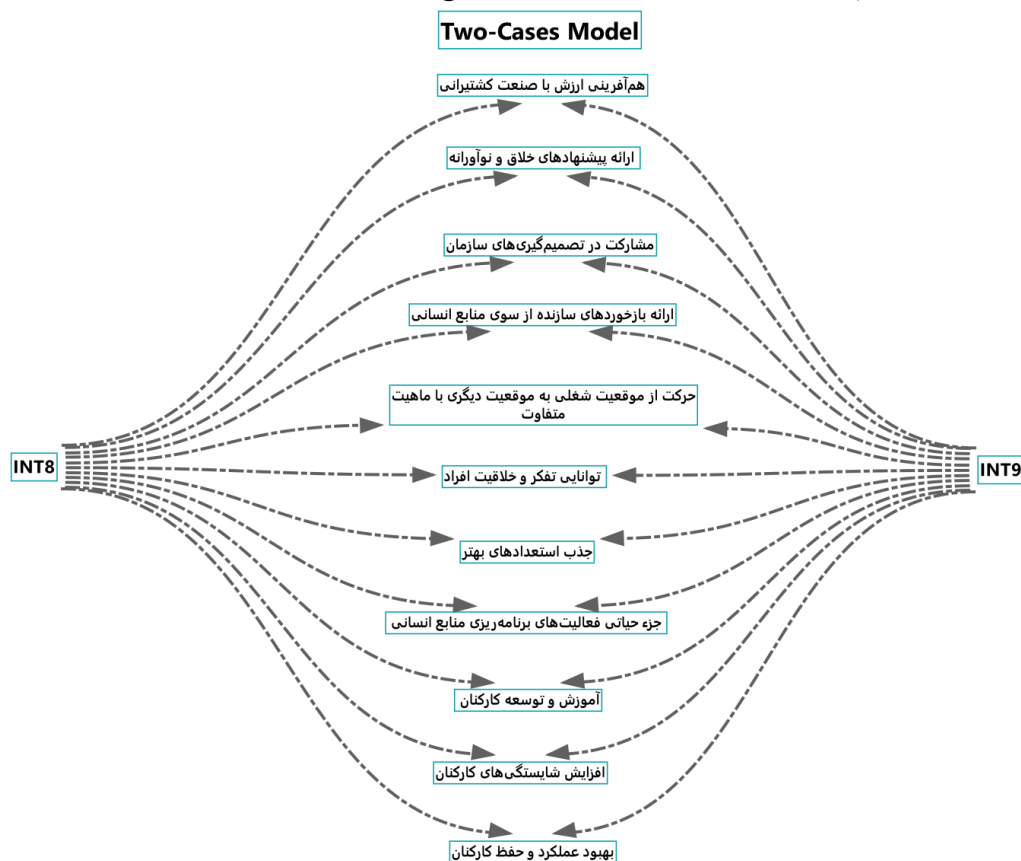 Two-Cases Model
هم‌آفرینی ارزش با صنعت کشتیرانی
ارائه پیشنهادهای خلاق و نوآورانه
مشارکت در تصمیم‌گیری‌های سازمان
ارائه بازخوردهای سازنده از سوی منابع انسانی
حرکت از موقعیت شغلی به موقعیت دیگری با ماهیت
متفاوت
INT8
توانایی تفکر و خلاقیت افراد
INT9
جذب استعدادهای بهتر
جزء حیاتی فعالیت‌های برنامه‌ریزی منابع انسانی
آموزش و توسعه کارکنان
افزایش شایستگی‌های کارکنان
بهبود عملکرد و حفظ کارکنان